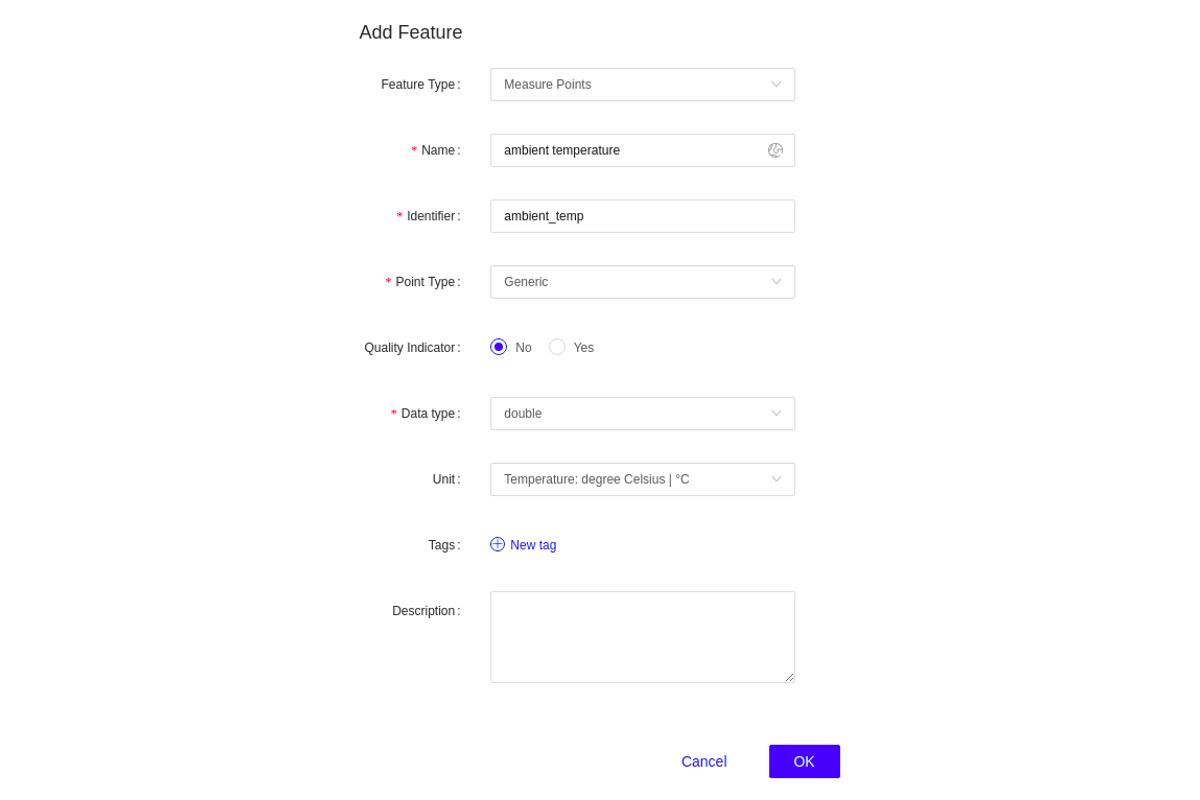 Add Feature
Feature Type: Measure Points
* Name: ambient temperature
* Identifier: ambient_temp
* Point Type: Generic
Quality Indicator: No Yes
* Data type: double
Unit: Temperature: degree Celsius | °C
Tags: New tag
Description:
Cancel OK